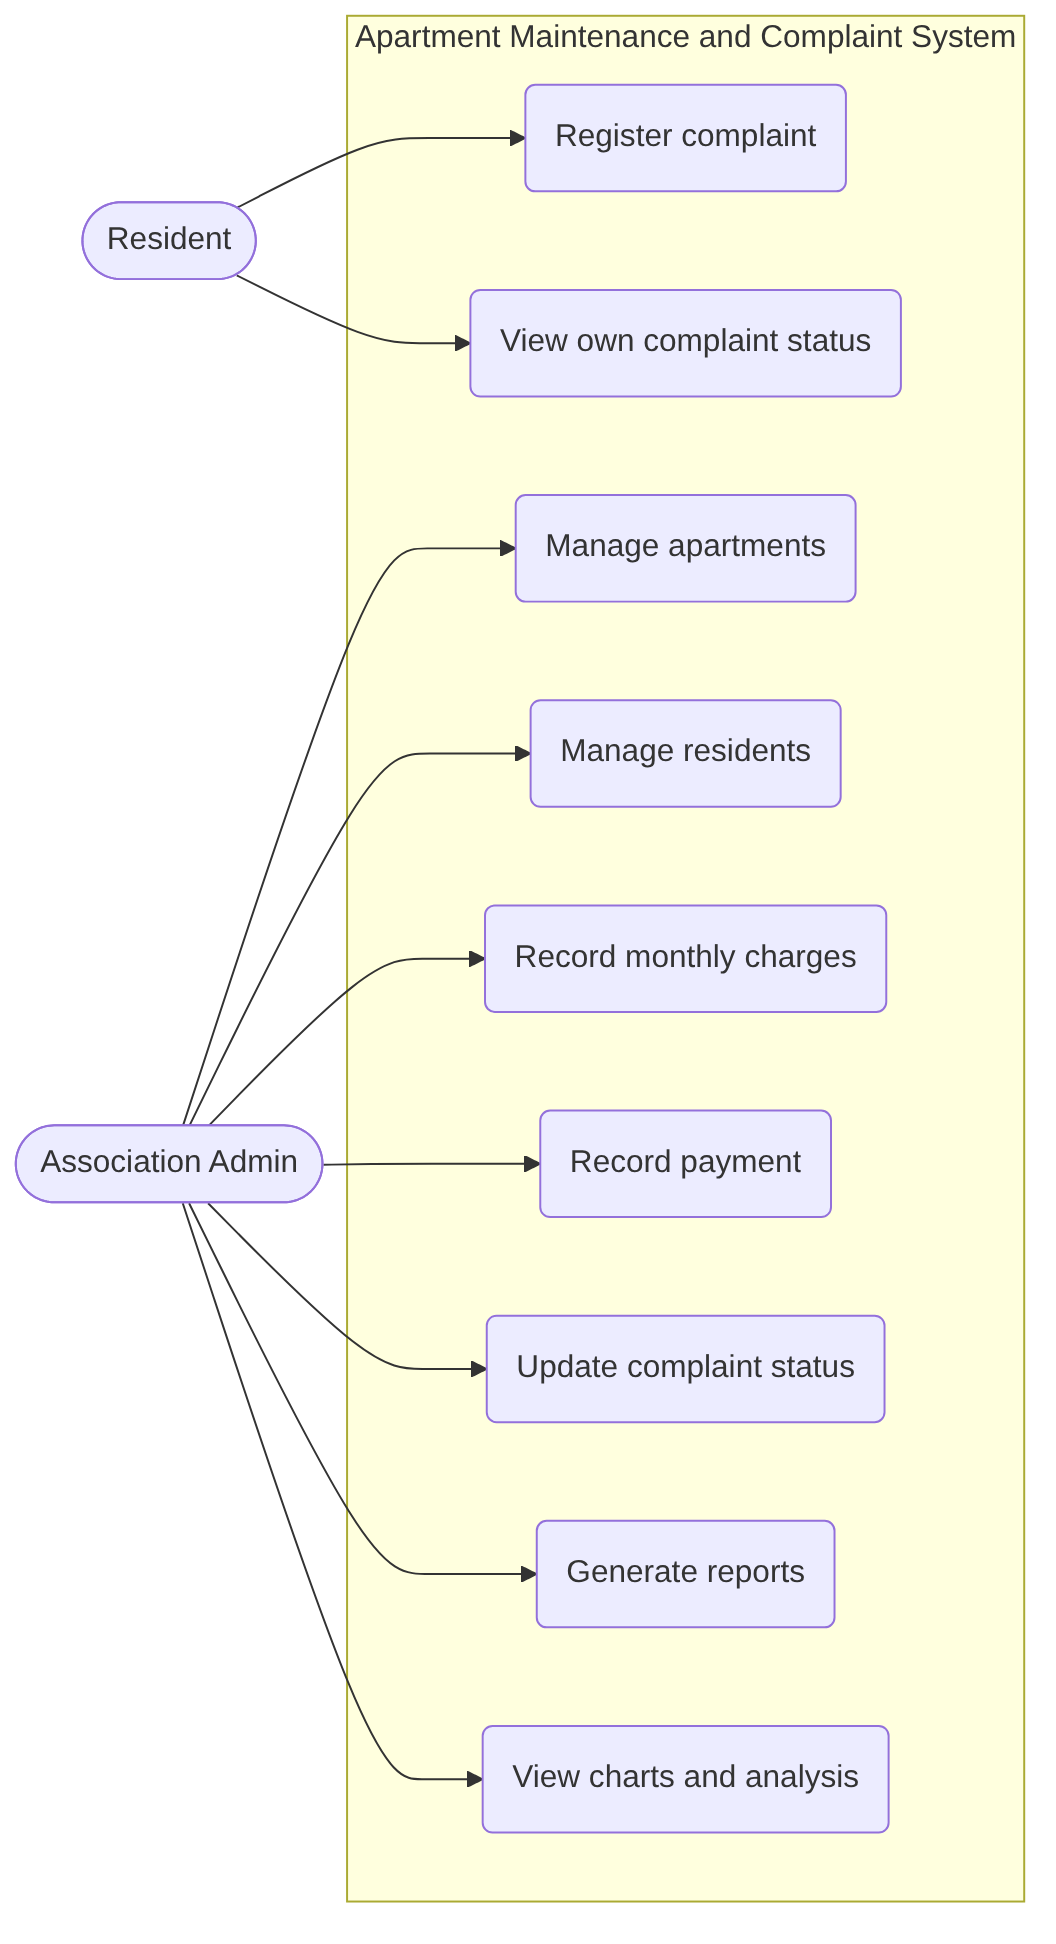 Apartment Maintenance and Complaint System
Register complaint
Resident
View own complaint status
Manage apartments
Manage residents
Record monthly charges
Association Admin
Record payment
Update complaint status
Generate reports
View charts and analysis